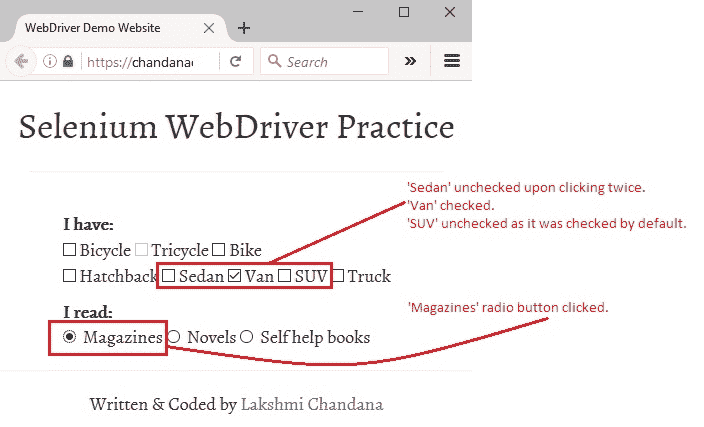 WebDriver Demo Website
https://chandana
Search
Selenium WebDriver Practice
'Sedan' unchecked upon clicking twice.
'Van' checked.
'SUV' unchecked as it was checked by default.
I have:
Bicycle Tricycle Bike
Hatchback Sedan Van SUV Truck
I read:
'Magazines' radio button clicked.
Magazines Novels Self help books
Written & Coded by Lakshmi Chandana